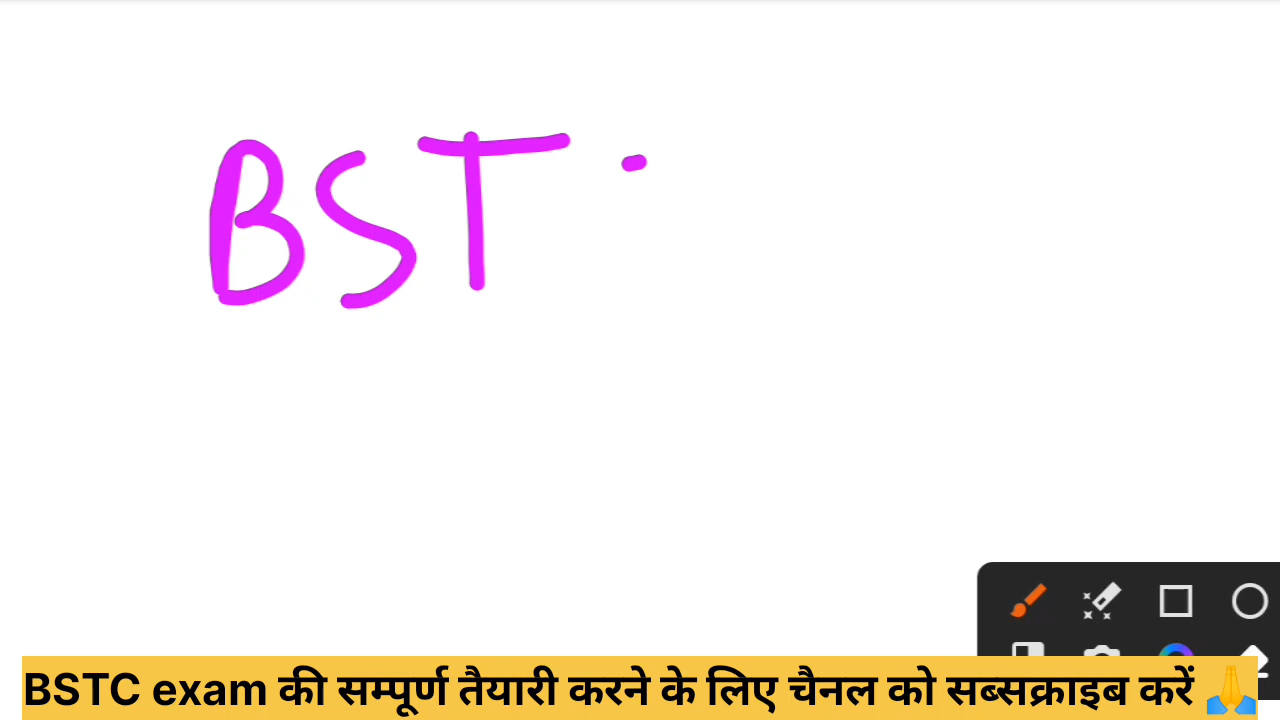 BST
BSTC exam की सम्पूर्ण तैयारी करने के लिए चैनल को सब्सक्राइब करें 🙏